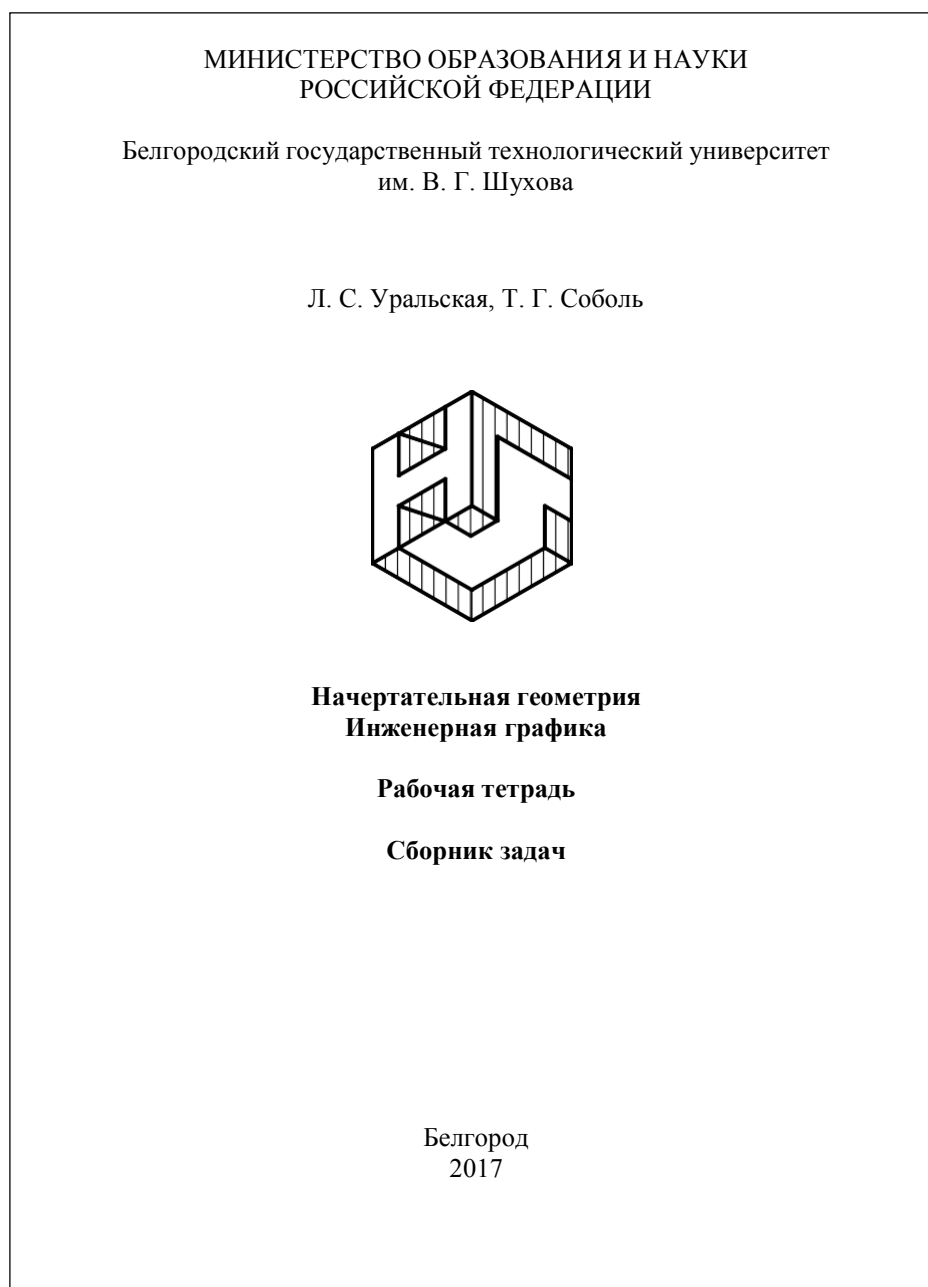 МИНИСТЕРСТВО ОБРАЗОВАНИЯ И НАУКИ
РОССИЙСКОЙ ФЕДЕРАЦИИ
Белгородский государственный технологический университет
им. В. Г. Шухова
Л. С. Уральская, Т. Г. Соболь
Начертательная геометрия
Инженерная графика
Рабочая тетрадь
Сборник задач
Белгород
2017